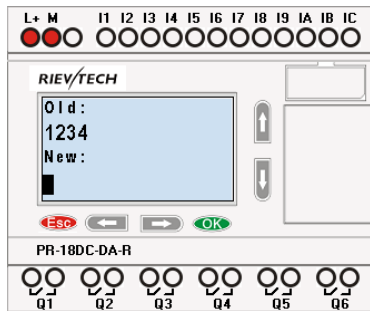 L+ M I1 I2 I3 I4 I5 I6 I7 I8 I9 IA IB IC
RIEVTECH
Old:
1234
New:
Esc OK
PR-18DC-DA-R
Q1 Q2 Q3 Q4 Q5 Q6